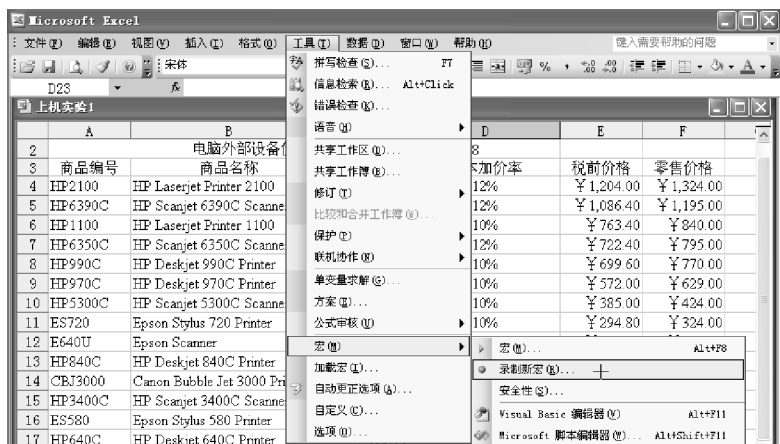 Microsoft Excel
文件(F) 编辑(E) 视图(V) 插入(I) 格式(O) 工具(T) 数据(D) 窗口(W) 帮助(H) 键入需要帮助的问题
宋体
D23 fx
上机实验1
A B D E F
2 电脑外部设备 8
3 商品编号 商品名称 本加价率 税前价格 零售价格
4 HP2100 HP Laserjet Printer 2100 12% ￥1,204.00 ￥1,324.00
5 HP6390C HP Scanjet 6390C Scanne 12% ￥1,086.40 ￥1,195.00
6 HP1100 HP Laserjet Printer 1100 10% ￥763.40 ￥840.00
7 HP6350C HP Scanjet 6350C Scanne 12% ￥722.40 ￥795.00
8 HP990C HP Deskjet 990C Printer 10% ￥699.60 ￥770.00
9 HP970C HP Deskjet 970C Printer 10% ￥572.00 ￥629.00
10 HP5300C HP Scanjet 5300C Scanne 10% ￥385.00 ￥424.00
11 ES720 Epson Stylus 720 Printer 10% ￥294.80 ￥324.00
12 E640U Epson Scanner
13 HP840C HP Deskjet 840C Printer
14 CBJ3000 Canon Bubble Jet 3000 Pri
15 HP3400C HP Scanjet 3400C Scanne
16 ES580 Epson Stylus 580 Printer
17 HP640C HP Deskjet 640C Printer
拼写检查(S)... F7
信息检索(R)... Alt+Click
错误检查(K)...
语音(H)
共享工作区(D)...
共享工作簿(B)...
修订(T)
比较和合并工作簿(W)...
保护(P)
联机协作(N)
单变量求解(G)...
方案(E)...
公式审核(U)
宏(M)
加载宏(I)...
自动更正选项(A)...
自定义(C)...
选项(O)...
宏(M)... Alt+F8
录制新宏(R)...
安全性(S)...
Visual Basic 编辑器(V) Alt+F11
Microsoft 脚本编辑器(W)... Alt+Shift+F11